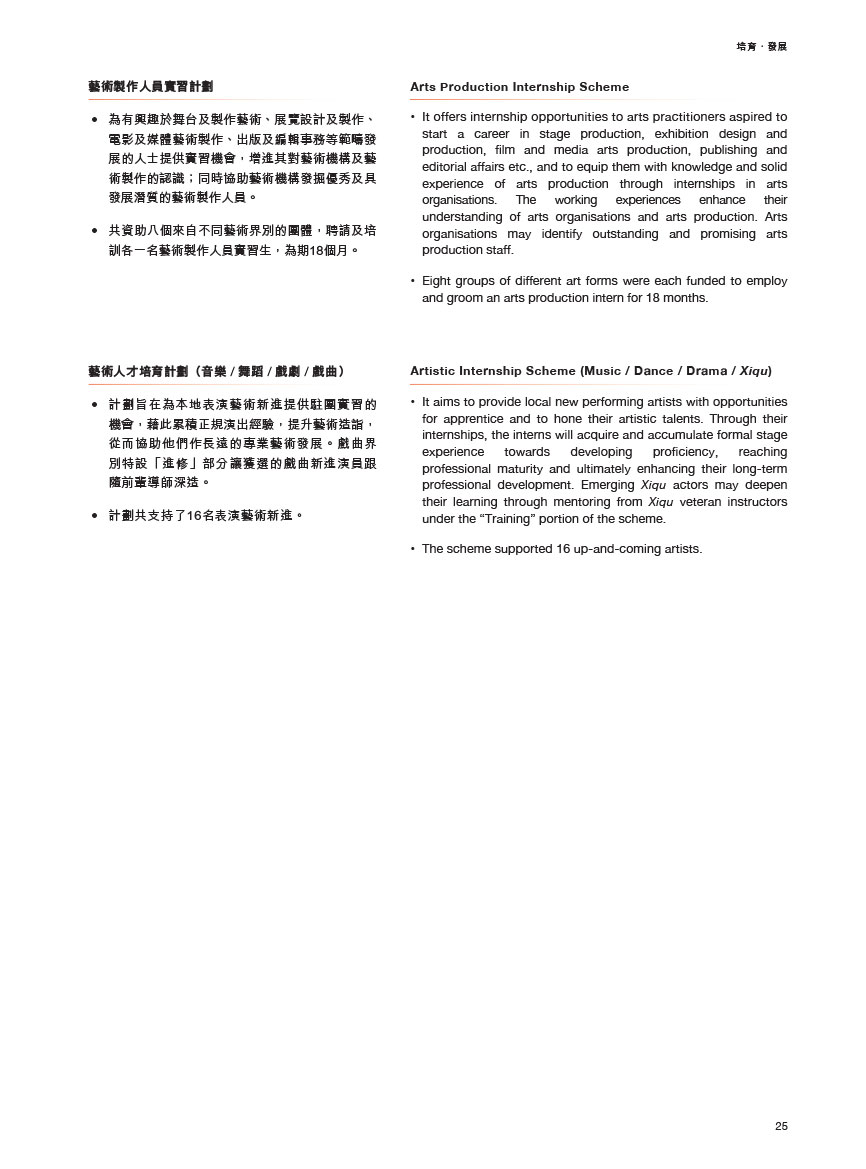 培育‧發展
藝術製作人員實習計劃
● 為有興趣於舞台及製作藝術、展覽設計及製作、
電影及媒體藝術製作、出版及編輯事務等範疇發
展的人士提供實習機會，增進其對藝術機構及藝
術製作的認識；同時協助藝術機構發掘優秀及具
發展潛質的藝術製作人員。
● 共資助八個來自不同藝術界別的團體，聘請及培
訓各一名藝術製作人員實習生，為期18個月。
Arts Production Internship Scheme
• It offers internship opportunities to arts practitioners aspired to
start a career in stage production, exhibition design and
production, film and media arts production, publishing and
editorial affairs etc., and to equip them with knowledge and solid
experience of arts production through internships in arts
organisations. The working experiences enhance their
understanding of arts organisations and arts production. Arts
organisations may identify outstanding and promising arts
production staff.
• Eight groups of different art forms were each funded to employ
and groom an arts production intern for 18 months.
藝術人才培育計劃（音樂 / 舞蹈 / 戲劇 / 戲曲）
● 計劃旨在為本地表演藝術新進提供駐團實習的
機會，藉此累積正規演出經驗，提升藝術造詣，
從而協助他們作長遠的專業藝術發展。戲曲界
別特設「進修」部分讓獲選的戲曲新進演員跟
隨前輩導師深造。
● 計劃共支持了16名表演藝術新進。
Artistic Internship Scheme (Music / Dance / Drama / Xiqu)
• It aims to provide local new performing artists with opportunities
for apprentice and to hone their artistic talents. Through their
internships, the interns will acquire and accumulate formal stage
experience towards developing proficiency, reaching
professional maturity and ultimately enhancing their long-term
professional development. Emerging Xiqu actors may deepen
their learning through mentoring from Xiqu veteran instructors
under the “Training” portion of the scheme.
• The scheme supported 16 up-and-coming artists.
25